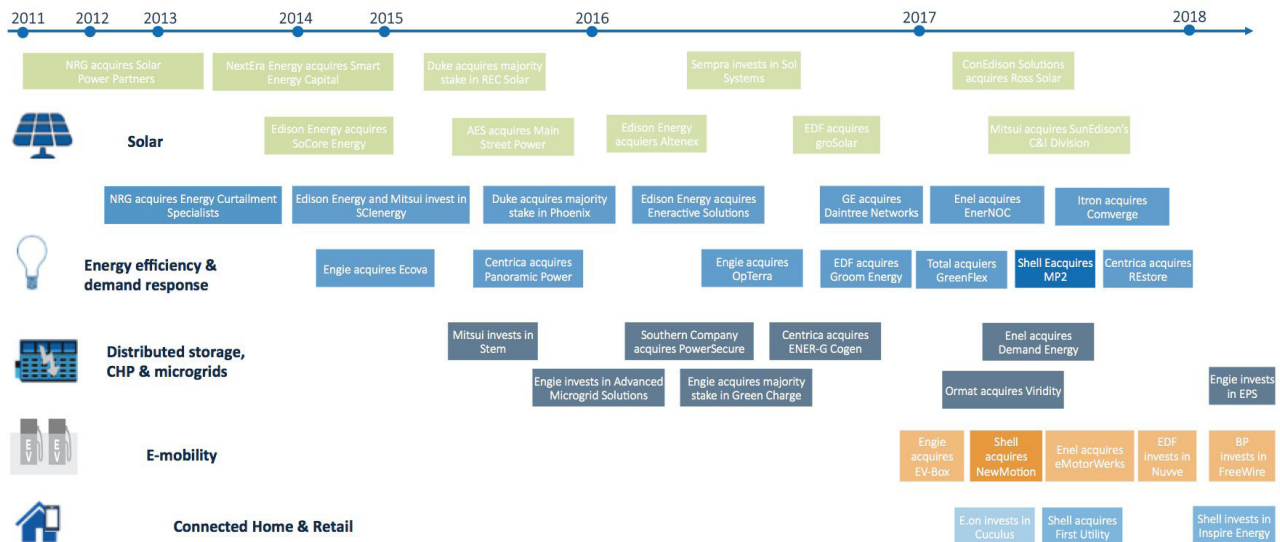 2011
2012
2013
2014
2015
2016
2017
2018
NRG acquires Solar
Power Partners
NextEra Energy acquires Smart
Energy Capital
Duke acquires majority
stake in REC Solar
Sempra invests in Sol
Systems
ConEdison Solutions
acquires Ross Solar
Solar
Edison Energy acquires
SoCore Energy
AES acquires Main
Street Power
Edison Energy
acquiers Altenex
EDF acquires
groSolar
Mitsui acquires SunEdison's
C&I Division
NRG acquires Energy Curtailment
Specialists
Edison Energy and Mitsui invest in
SCIenergy
Duke acquires majority
stake in Phoenix
Edison Energy acquires
Eneractive Solutions
GE acquires
Daintree Networks
Enel acquires
EnerNOC
Itron acquires
Comverge
Energy efficiency &
demand response
Engie acquires Ecova
Centrica acquires
Panoramic Power
Engie acquires
OpTerra
EDF acquires
Groom Energy
Total acquiers
GreenFlex
Shell Eacquires
MP2
Centrica acquires
REstore
Distributed storage,
CHP & microgrids
Mitsui invests in
Stem
Southern Company
acquires PowerSecure
Centrica acquires
ENER-G Cogen
Enel acquires
Demand Energy
Engie invests in Advanced
Microgrid Solutions
Engie acquires majority
stake in Green Charge
Ormat acquires Viridity
Engie invests
in EPS
EV
EV
E-mobility
Engie
acquires
EV-Box
Shell
acquires
NewMotion
Enel acquires
eMotorWerks
EDF
invests in
Nuvve
BP
invests in
FreeWire
Connected Home & Retail
E.on invests in
Cuculus
Shell acquires
First Utility
Shell invests in
Inspire Energy